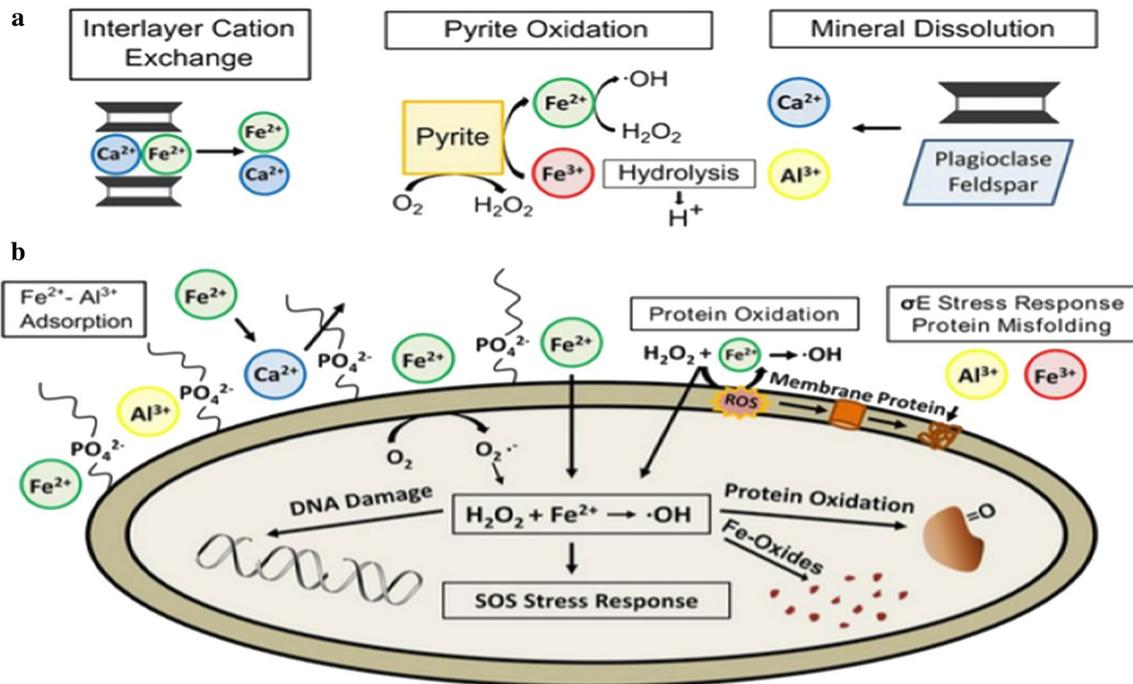 a
Interlayer Cation
Exchange
Pyrite Oxidation
Mineral Dissolution
Ca²⁺
Fe²⁺
Fe²⁺
Ca²⁺
Pyrite
O₂
H₂O₂
Fe²⁺
·OH
H₂O₂
Fe³⁺
Hydrolysis
H⁺
Ca²⁺
Al³⁺
Plagioclase
Feldspar
b
Fe²⁺- Al³⁺
Adsorption
Fe²⁺
Ca²⁺
PO₄²⁻
Al³⁺
PO₄²⁻
PO₄²⁻
Fe²⁺
Fe²⁺
PO₄²⁻
Fe²⁺
Protein Oxidation
H₂O₂ + Fe²⁺ → ·OH
ROS
Membrane Protein
σE Stress Response
Protein Misfolding
Al³⁺
Fe³⁺
O₂
O₂·⁻
DNA Damage
H₂O₂ + Fe²⁺ → ·OH
Protein Oxidation
=O
Fe-Oxides
SOS Stress Response